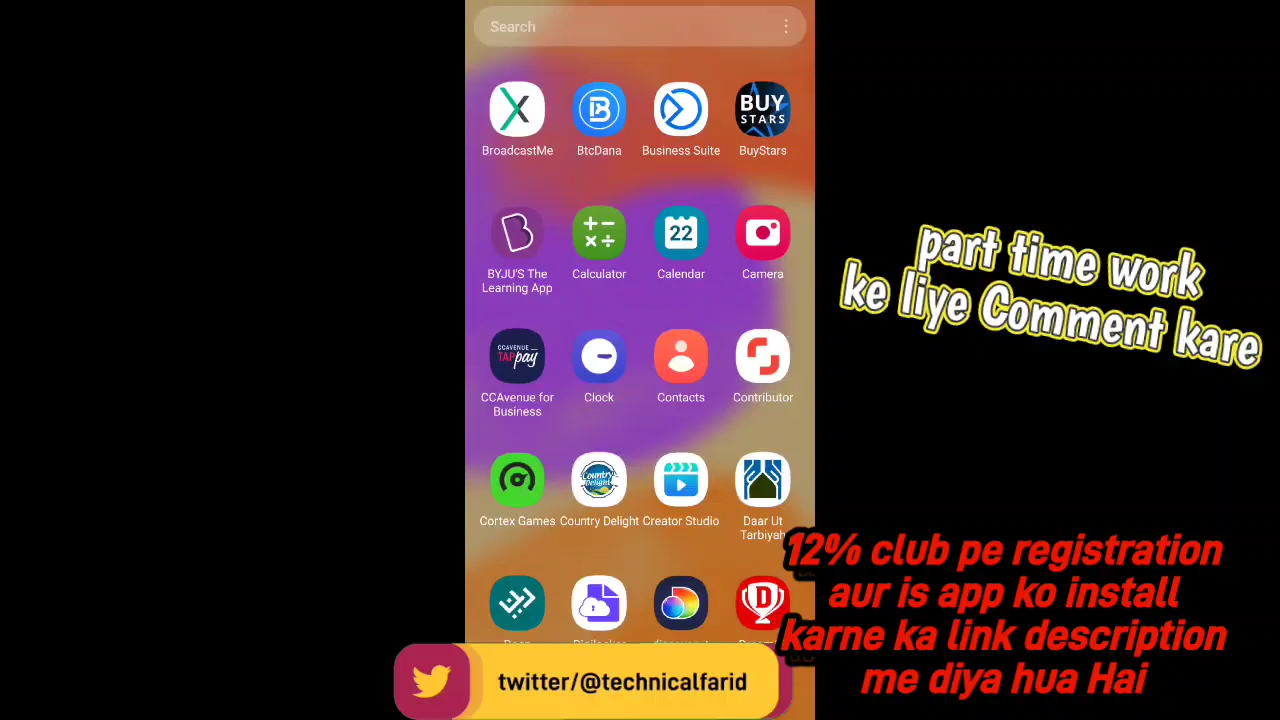 Search
BUY
STARS
BroadcastMe
BtcDana
Business Suite
BuyStars
22
BYJU'S The
Learning App
Calculator
Calendar
Camera
CCAVENUE
TAPpay
CCAvenue for
Business
Clock
Contacts
Contributor
Country
Delight
Cortex Games
Country Delight
Creator Studio
Daar Ut
Tarbiyah
D
part time work
ke liye Comment kare
12% club pe registration
aur is app ko install
karne ka link description
me diya hua Hai
twitter/@technicalfarid